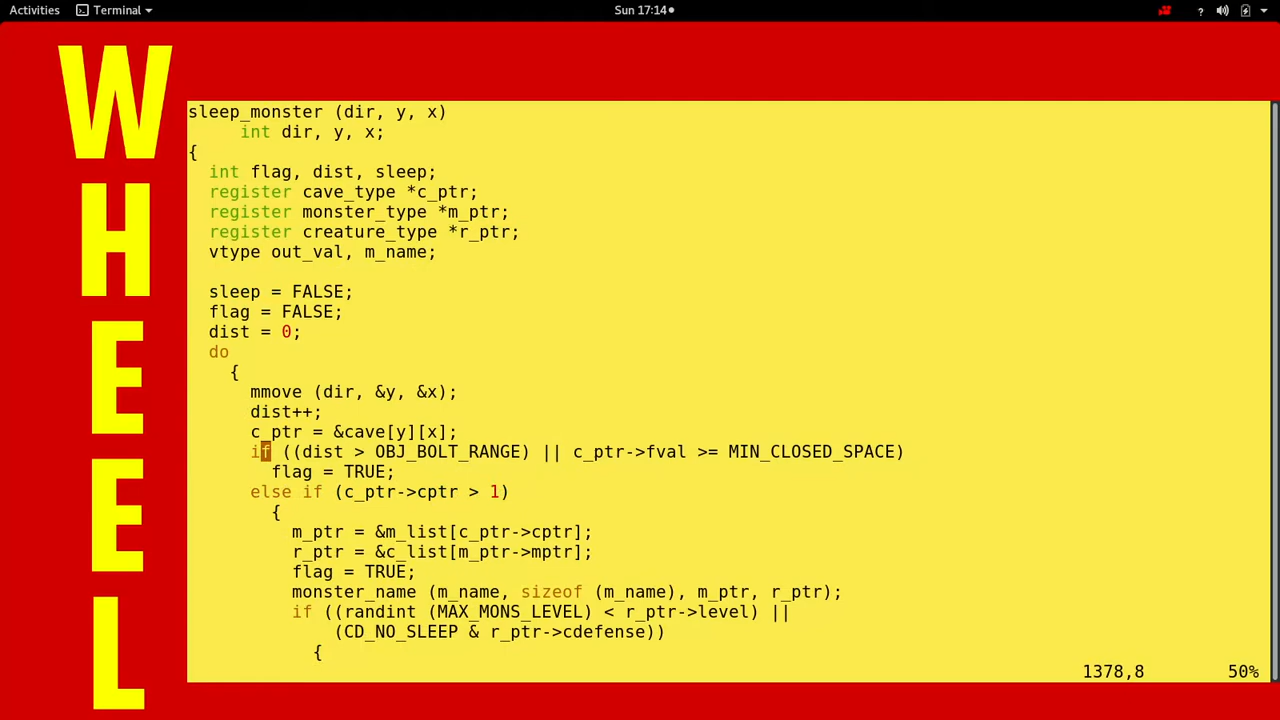 Activities Terminal Sun 17:14 ?
WHEEL
sleep_monster (dir, y, x)
     int dir, y, x;
{
  int flag, dist, sleep;
  register cave_type *c_ptr;
  register monster_type *m_ptr;
  register creature_type *r_ptr;
  vtype out_val, m_name;

  sleep = FALSE;
  flag = FALSE;
  dist = 0;
  do
    {
      mmove (dir, &y, &x);
      dist++;
      c_ptr = &cave[y][x];
      if ((dist > OBJ_BOLT_RANGE) || c_ptr->fval >= MIN_CLOSED_SPACE)
        flag = TRUE;
      else if (c_ptr->cptr > 1)
        {
          m_ptr = &m_list[c_ptr->cptr];
          r_ptr = &c_list[m_ptr->mptr];
          flag = TRUE;
          monster_name (m_name, sizeof (m_name), m_ptr, r_ptr);
          if ((randint (MAX_MONS_LEVEL) < r_ptr->level) ||
              (CD_NO_SLEEP & r_ptr->cdefense))
            {
1378,8 50%